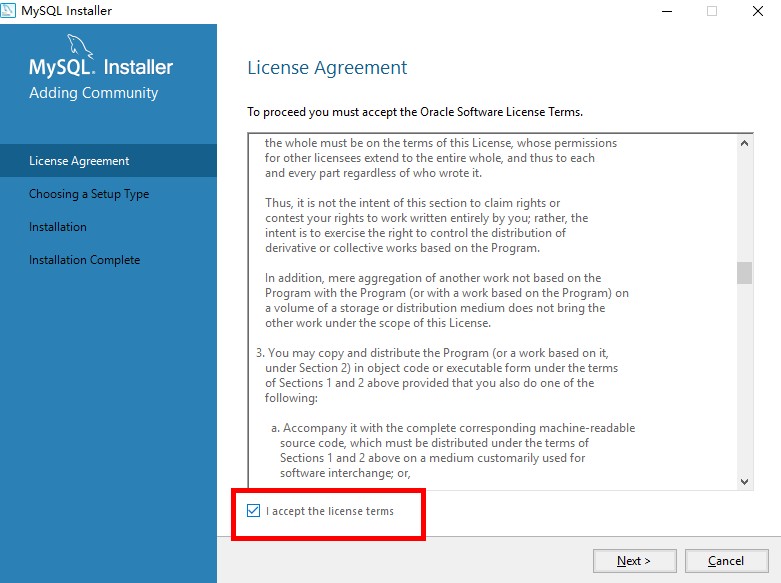 MySQL Installer
MySQL. Installer
Adding Community
License Agreement
Choosing a Setup Type
Installation
Installation Complete
License Agreement
To proceed you must accept the Oracle Software License Terms.
the whole must be on the terms of this License, whose permissions
for other licensees extend to the entire whole, and thus to each
and every part regardless of who wrote it.
Thus, it is not the intent of this section to claim rights or
contest your rights to work written entirely by you; rather, the
intent is to exercise the right to control the distribution of
derivative or collective works based on the Program.
In addition, mere aggregation of another work not based on the
Program with the Program (or with a work based on the Program) on
a volume of a storage or distribution medium does not bring the
other work under the scope of this License.
3. You may copy and distribute the Program (or a work based on it,
under Section 2) in object code or executable form under the terms
of Sections 1 and 2 above provided that you also do one of the
following:
a. Accompany it with the complete corresponding machine-readable
source code, which must be distributed under the terms of
Sections 1 and 2 above on a medium customarily used for
software interchange; or,
I accept the license terms
Next >
Cancel